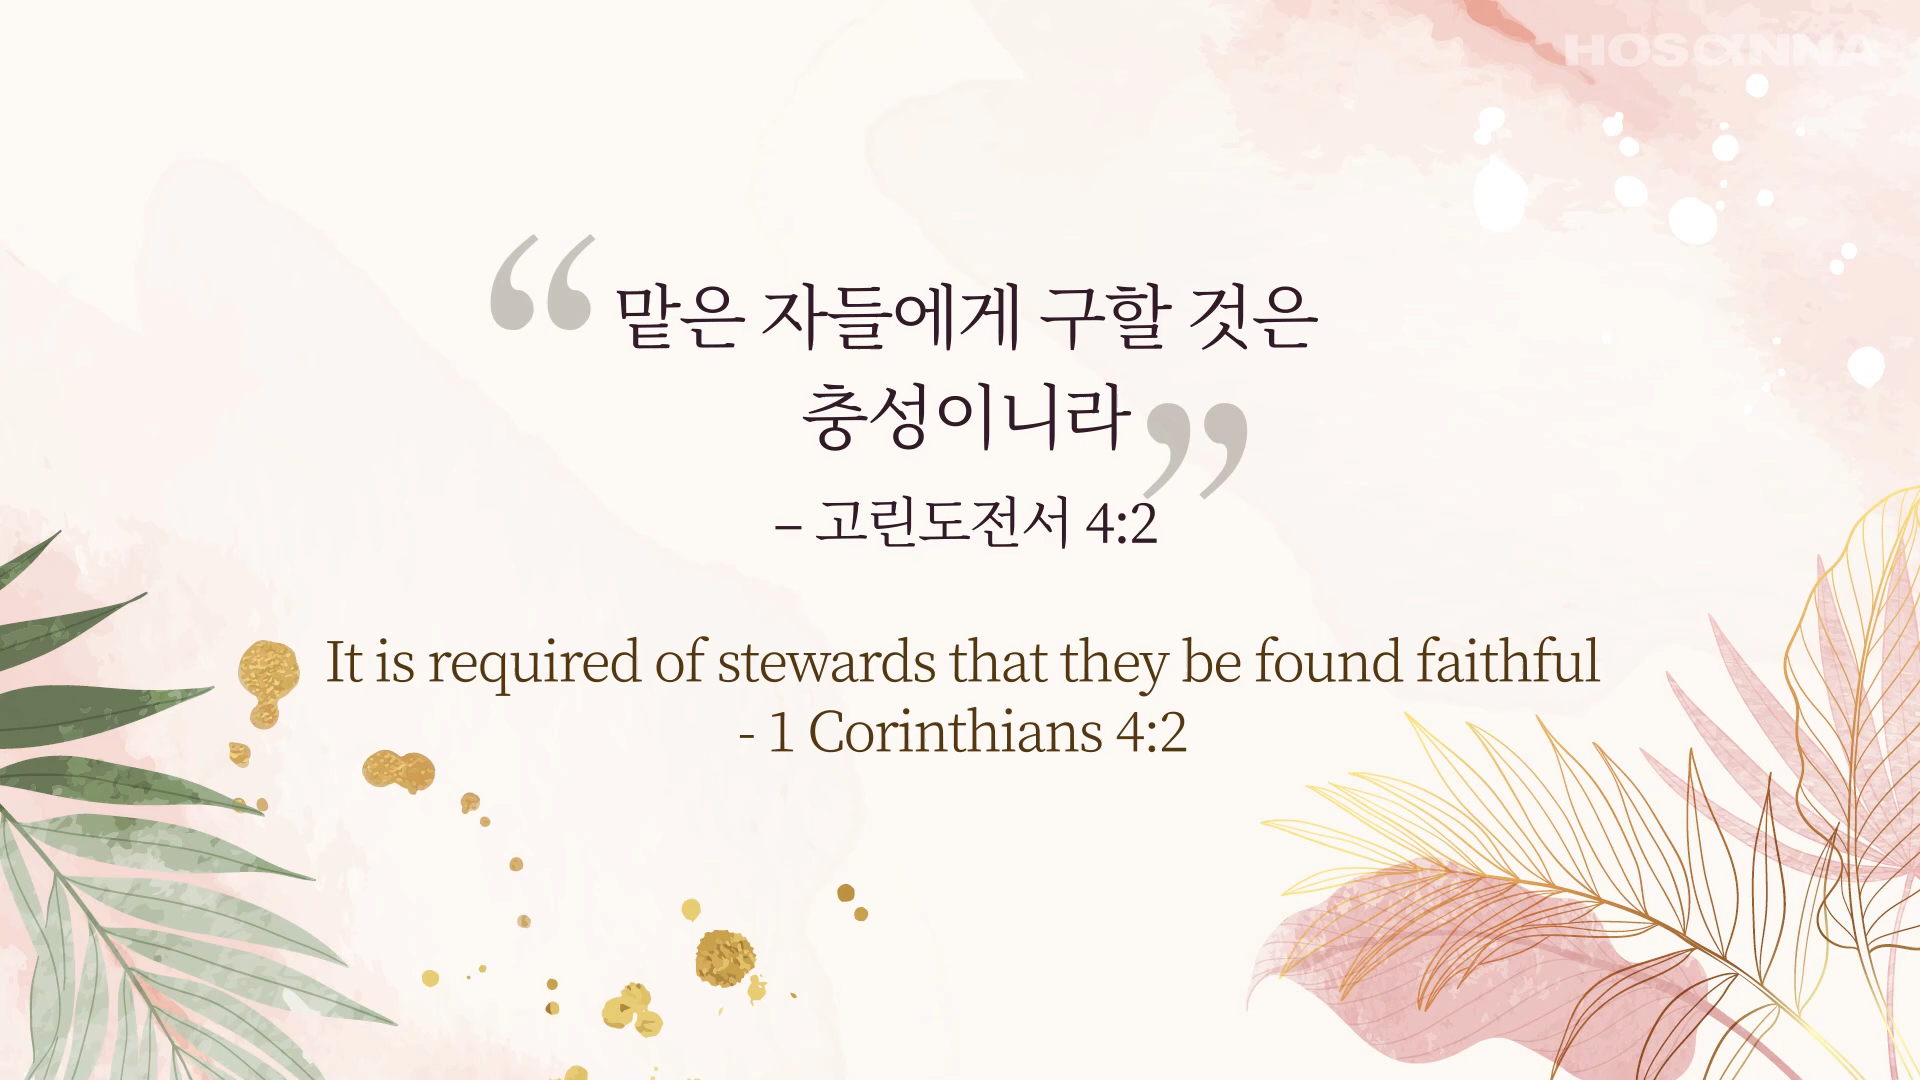 HOSANNA
“맡은 자들에게 구할 것은
충성이니라”
– 고린도전서 4:2
It is required of stewards that they be found faithful
- 1 Corinthians 4:2